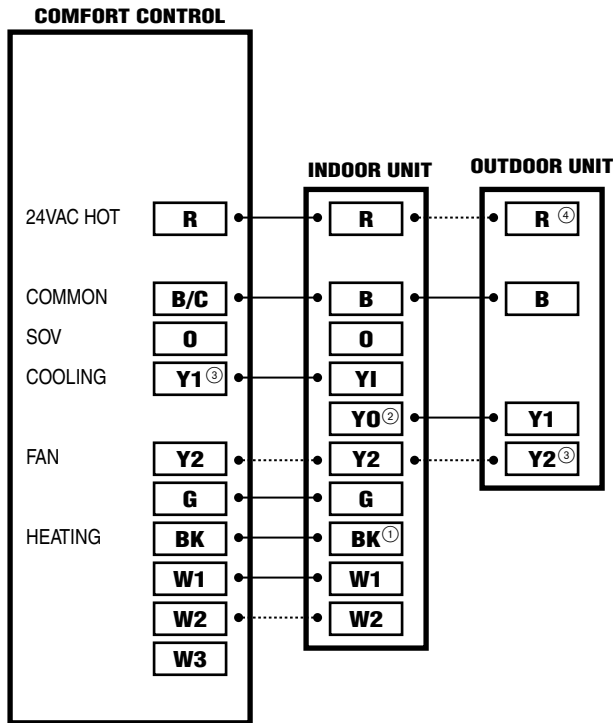 COMFORT CONTROL
INDOOR UNIT OUTDOOR UNIT
24VAC HOT R R R ④
COMMON B/C B B
SOV O O
COOLING Y1 ③ YI
YO ② Y1
FAN Y2 Y2 Y2 ③
G G
HEATING BK BK ①
W1 W1
W2 W2
W3